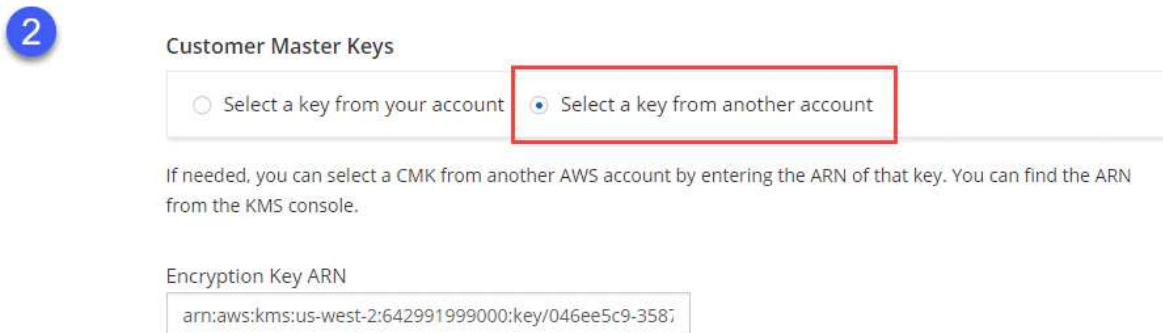 2
Customer Master Keys
Select a key from your account Select a key from another account
If needed, you can select a CMK from another AWS account by entering the ARN of that key. You can find the ARN
from the KMS console.
Encryption Key ARN
arn:aws:kms:us-west-2:642991999000:key/046ee5c9-3587